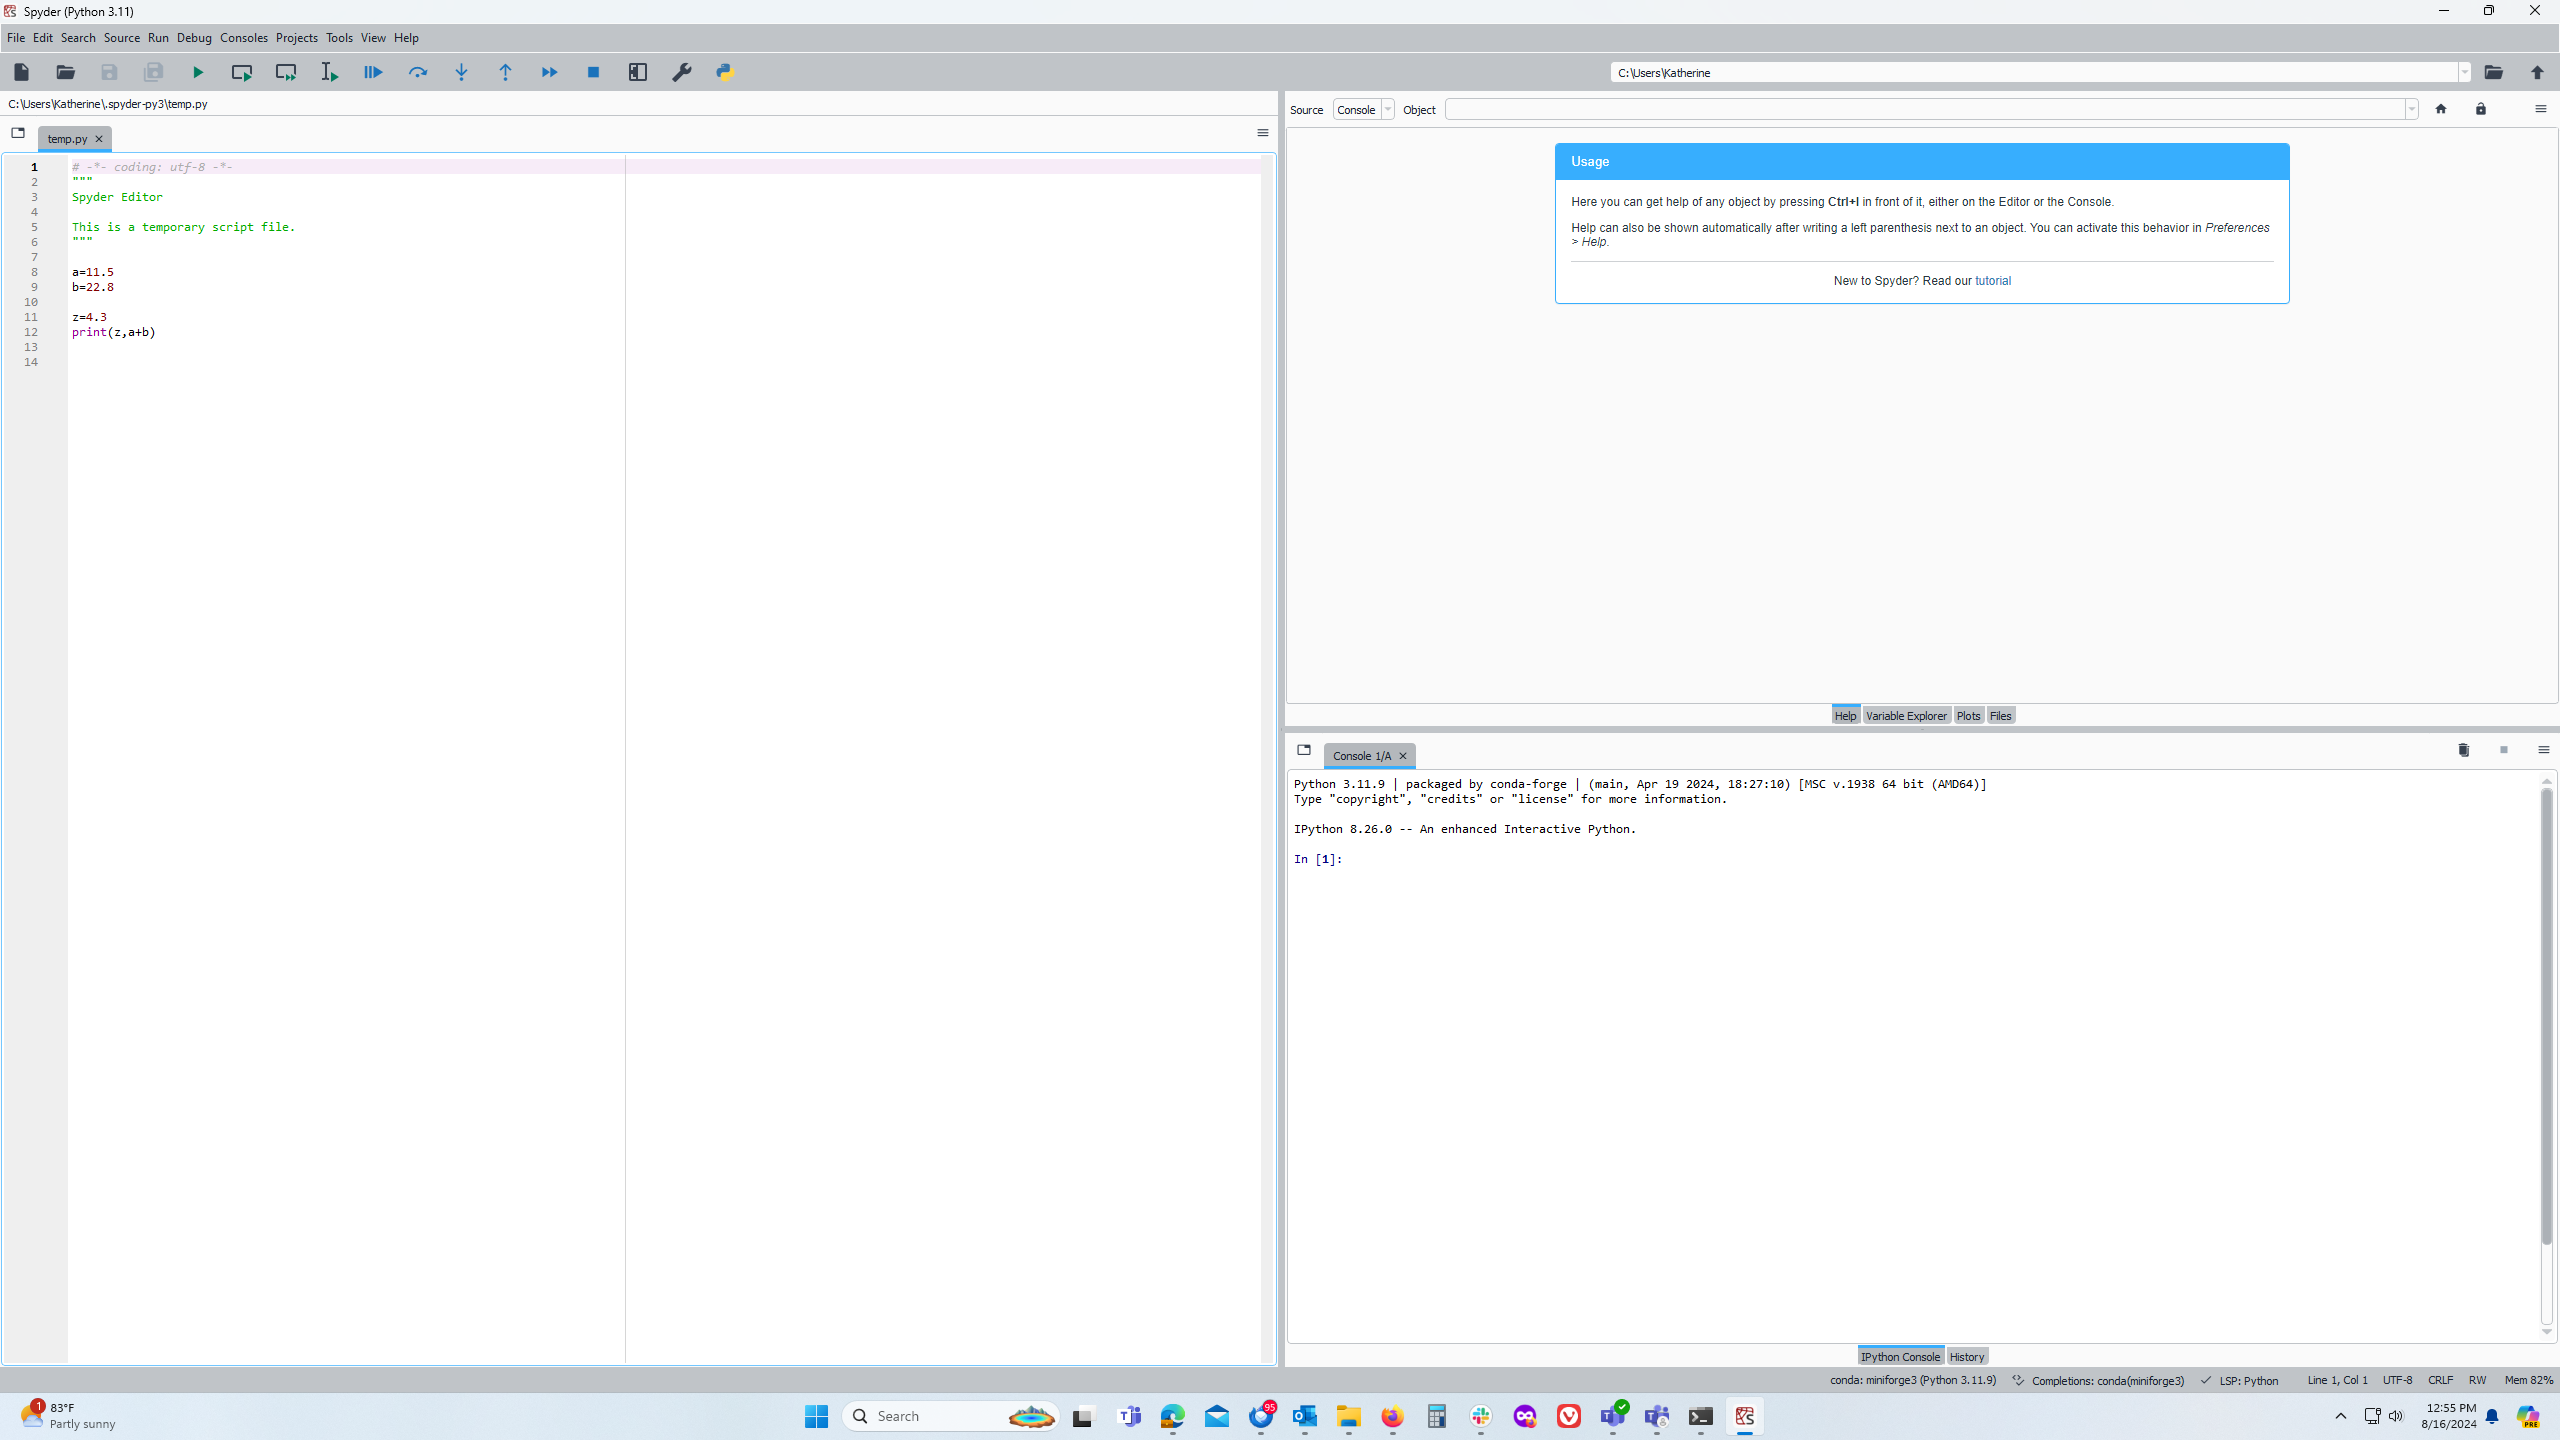 Spyder (Python 3.11)
File Edit Search Source Run Debug Consoles Projects Tools View Help
C:\Users\Katherine
C:\Users\Katherine\.spyder-py3\temp.py
temp.py
1 # -*- coding: utf-8 -*-
2 """
3 Spyder Editor
4
5 This is a temporary script file.
6 """
7
8 a=11.5
9 b=22.8
10
11 z=4.3
12 print(z,a+b)
13
14
Source Console Object
Usage
Here you can get help of any object by pressing Ctrl+I in front of it, either on the Editor or the Console.
Help can also be shown automatically after writing a left parenthesis next to an object. You can activate this behavior in Preferences
> Help.
New to Spyder? Read our tutorial
Help Variable Explorer Plots Files
Console 1/A
Python 3.11.9 | packaged by conda-forge | (main, Apr 19 2024, 18:27:10) [MSC v.1938 64 bit (AMD64)]
Type "copyright", "credits" or "license" for more information.
IPython 8.26.0 -- An enhanced Interactive Python.
In [1]:
IPython Console History
conda: miniforge3 (Python 3.11.9) Completions: conda(miniforge3) LSP: Python Line 1, Col 1 UTF-8 CRLF RW Mem 82%
1
83°F
Partly sunny
Search
95
12:55 PM
8/16/2024
PRE